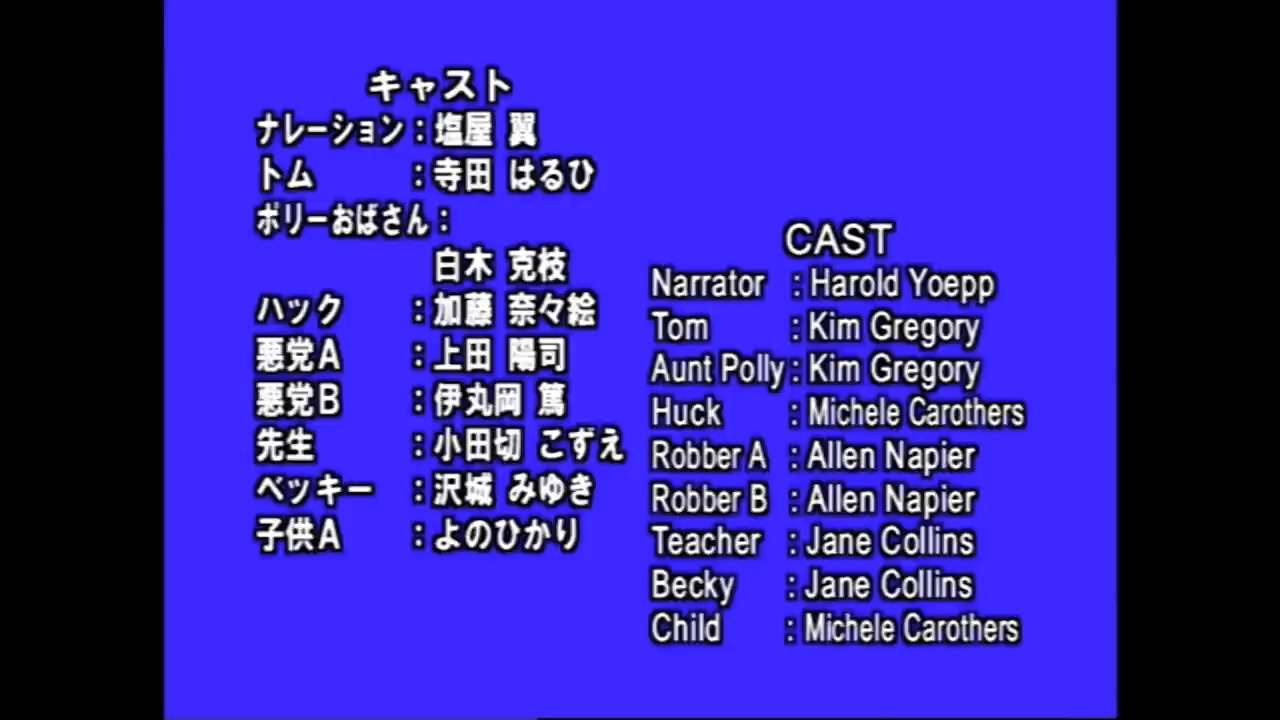 キャスト
ナレーション：塩屋 翼
トム：寺田 はるひ
ポリーおばさん：
白木 克枝
ハック：加藤 奈々絵
悪党A：上田 陽司
悪党B：伊丸岡 篤
先生：小田切 こずえ
ベッキー：沢城 みゆき
子供A：よのひかり
CAST
Narrator : Harold Yoepp
Tom : Kim Gregory
Aunt Polly : Kim Gregory
Huck : Michele Carothers
Robber A : Allen Napier
Robber B : Allen Napier
Teacher : Jane Collins
Becky : Jane Collins
Child : Michele Carothers